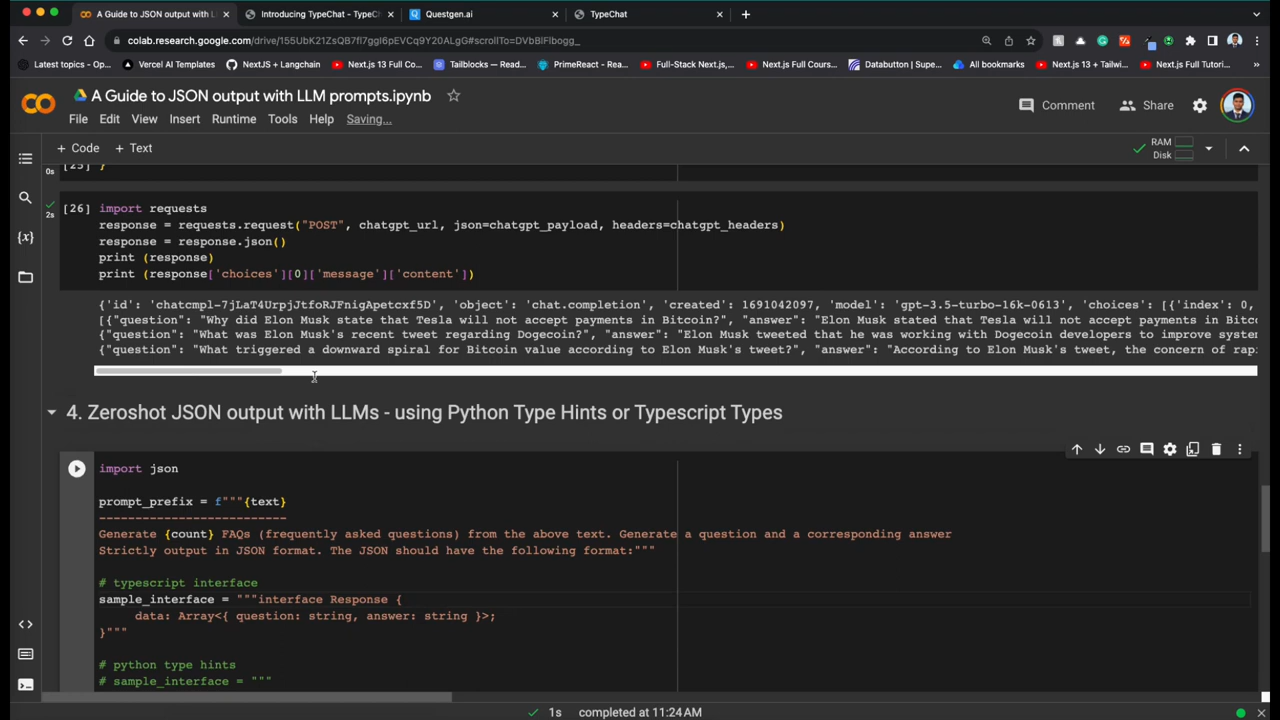 A Guide to JSON output with L
Introducing TypeChat - TypeCh
Questgen.ai
TypeChat
colab.research.google.com/drive/155UbK21ZsQB7fl7ggI6pEVCq9Y20ALgG#scrollTo=DVbBlFlbogg_
Latest topics - Op...
Vercel AI Templates
NextJS + Langchain
Next.js 13 Full Co...
Tailblocks — Read...
PrimeReact - Rea...
Full-Stack Next.js,...
Next.js Full Cours...
Databutton | Supe...
All bookmarks
Next.js 13 + Tailwi...
Next.js Full Tutori...
A Guide to JSON output with LLM prompts.ipynb
File Edit View Insert Runtime Tools Help Saving...
Comment
Share
+ Code + Text
RAM
Disk
[25] }
0s
[26] import requests
2s
response = requests.request("POST", chatgpt_url, json=chatgpt_payload, headers=chatgpt_headers)
response = response.json()
print (response)
print (response['choices'][0]['message']['content'])
{'id': 'chatcmpl-7jLaT4UrpjJtfoRJFnigApetcxf5D', 'object': 'chat.completion', 'created': 1691042097, 'model': 'gpt-3.5-turbo-16k-0613', 'choices': [{'index': 0,
[{"question": "Why did Elon Musk state that Tesla will not accept payments in Bitcoin?", "answer": "Elon Musk stated that Tesla will not accept payments in Bitco
{"question": "What was Elon Musk's recent tweet regarding Dogecoin?", "answer": "Elon Musk tweeted that he was working with Dogecoin developers to improve system
{"question": "What triggered a downward spiral for Bitcoin value according to Elon Musk's tweet?", "answer": "According to Elon Musk's tweet, the concern of rap
4. Zeroshot JSON output with LLMs - using Python Type Hints or Typescript Types
import json
prompt_prefix = f"""{text}
--------------------------
Generate {count} FAQs (frequently asked questions) from the above text. Generate a question and a corresponding answer
Strictly output in JSON format. The JSON should have the following format:"""
# typescript interface
sample_interface = """interface Response {
data: Array<{ question: string, answer: string }>;
}"""
# python type hints
# sample_interface = """
1s completed at 11:24 AM